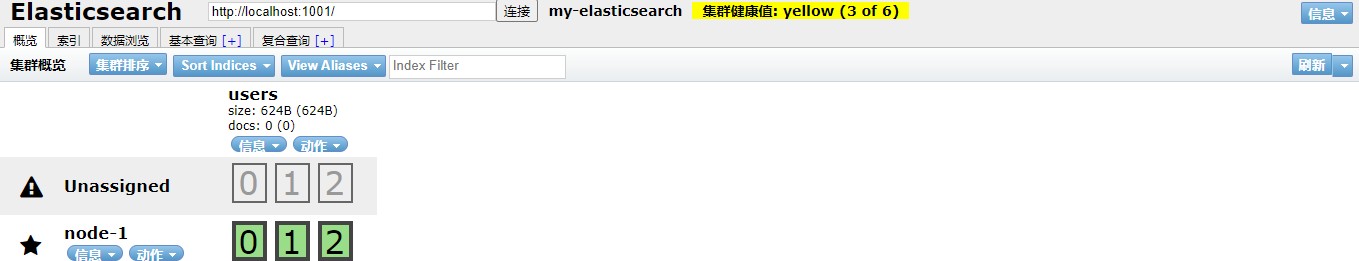 Elasticsearch http://localhost:1001/ 连接 my-elasticsearch 集群健康值: yellow (3 of 6) 信息
概览 索引 数据浏览 基本查询 [+] 复合查询 [+]
集群概览 集群排序 Sort Indices View Aliases Index Filter 刷新
users
size: 624B (624B)
docs: 0 (0)
信息 动作
Unassigned 0 1 2
node-1 0 1 2
信息 动作